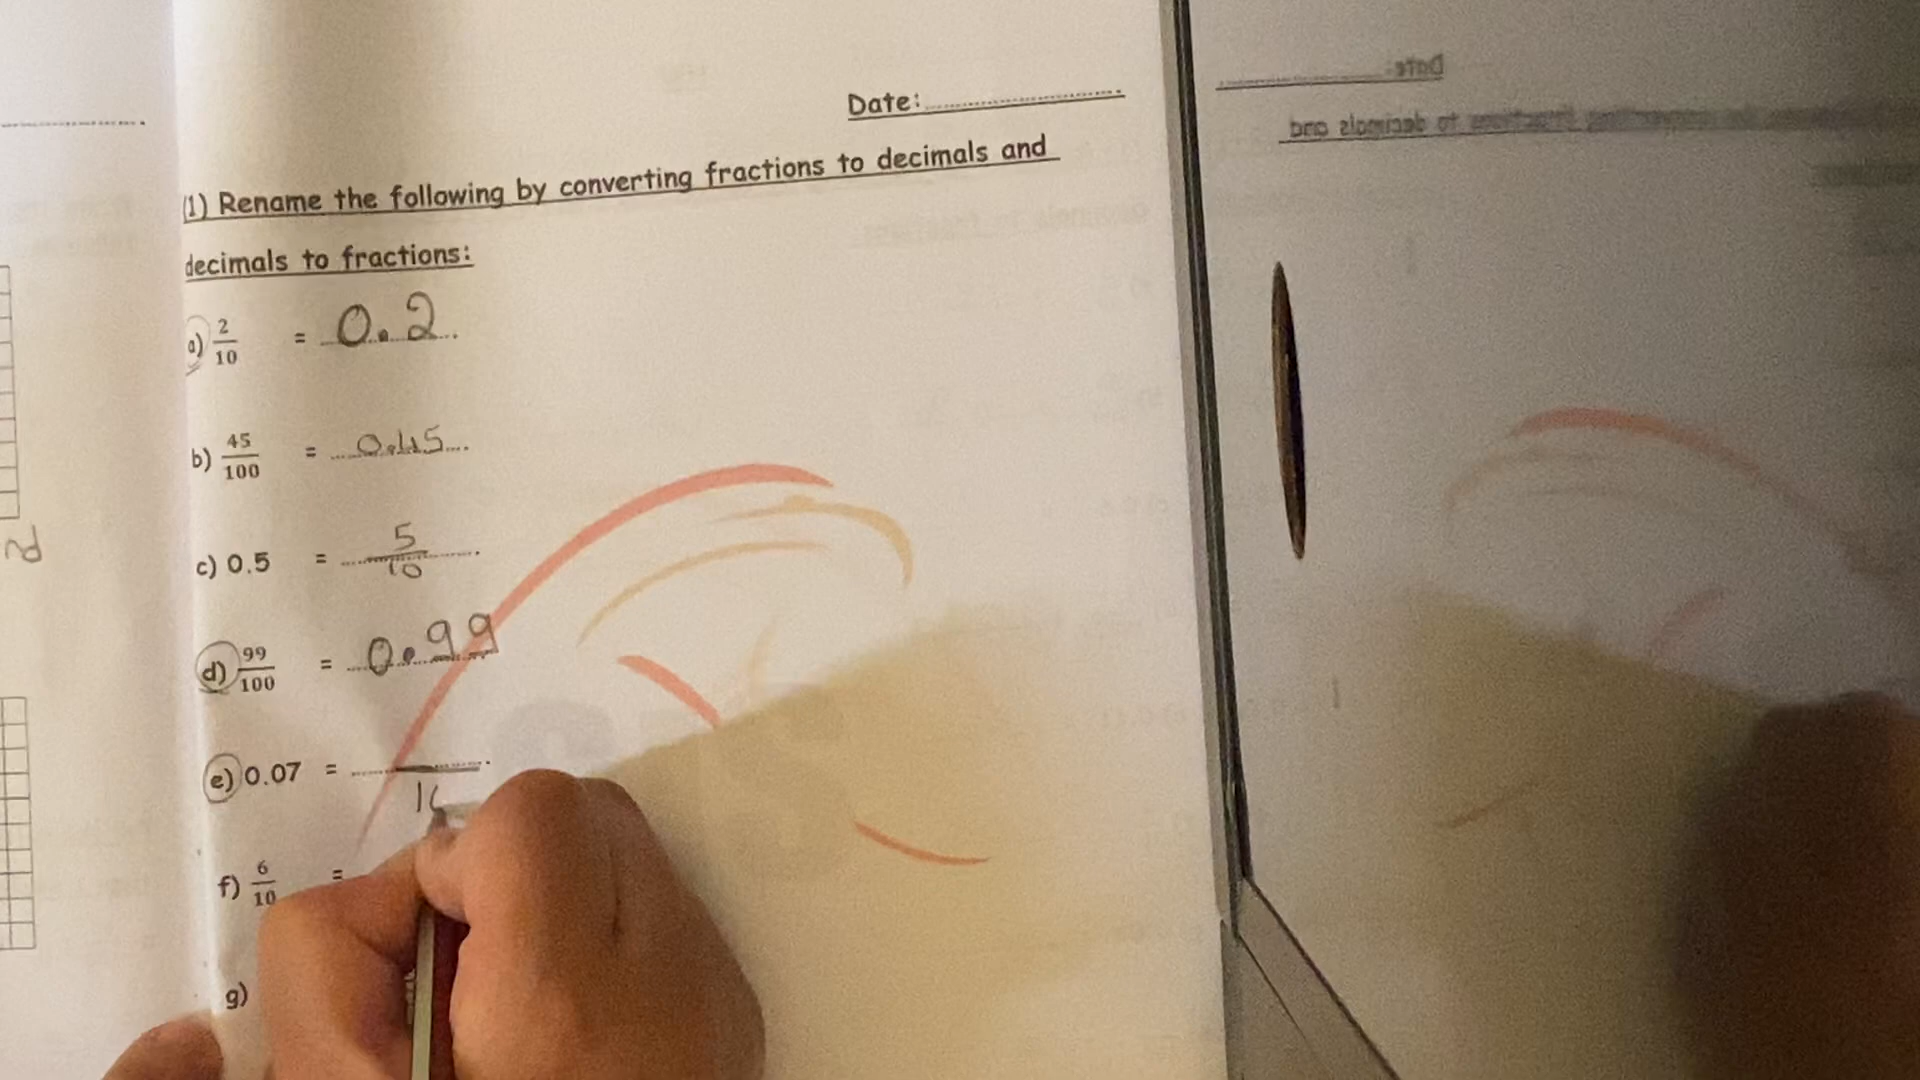 Date:
(1) Rename the following by converting fractions to decimals and
decimals to fractions:
a) 2/10 = 0.2
b) 45/100 = 0.45
c) 0.5 = 5/10
d) 99/100 = 0.99
e) 0.07 =
f) 6/10 =
g)